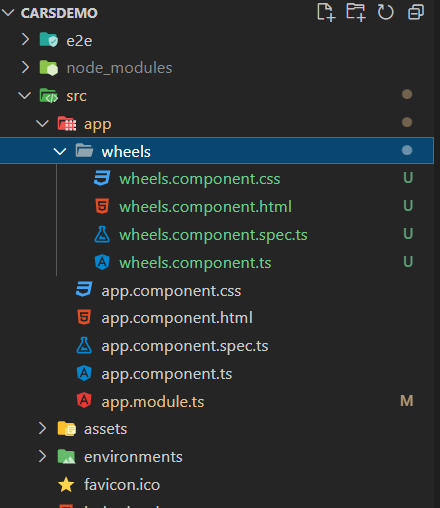 CARSDEMO
e2e
node_modules
src
app
wheels
wheels.component.css U
wheels.component.html U
wheels.component.spec.ts U
wheels.component.ts U
app.component.css
app.component.html
app.component.spec.ts
app.component.ts
app.module.ts M
assets
environments
favicon.ico